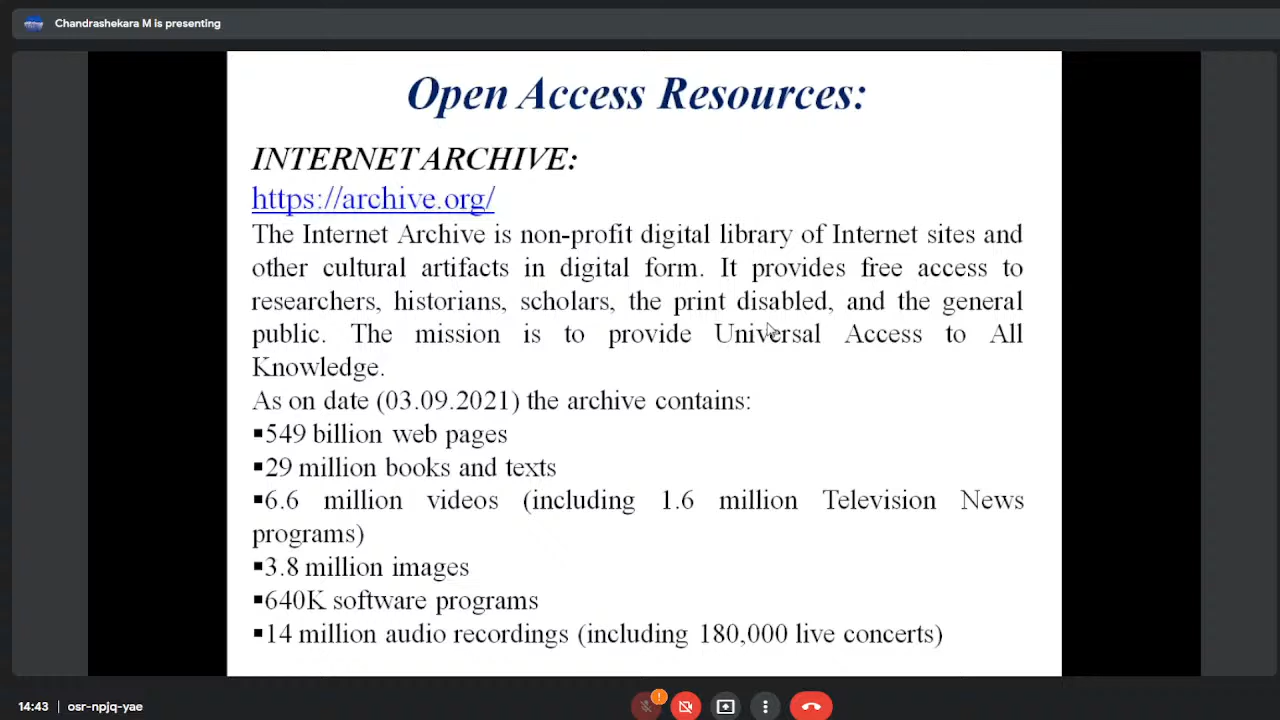 Chandrashekara M is presenting
Open Access Resources:
INTERNET ARCHIVE:
https://archive.org/
The Internet Archive is non-profit digital library of Internet sites and
other cultural artifacts in digital form. It provides free access to
researchers, historians, scholars, the print disabled, and the general
public. The mission is to provide Universal Access to All
Knowledge.
As on date (03.09.2021) the archive contains:
▪549 billion web pages
▪29 million books and texts
▪6.6 million videos (including 1.6 million Television News
programs)
▪3.8 million images
▪640K software programs
▪14 million audio recordings (including 180,000 live concerts)
14:43 | osr-npjq-yae